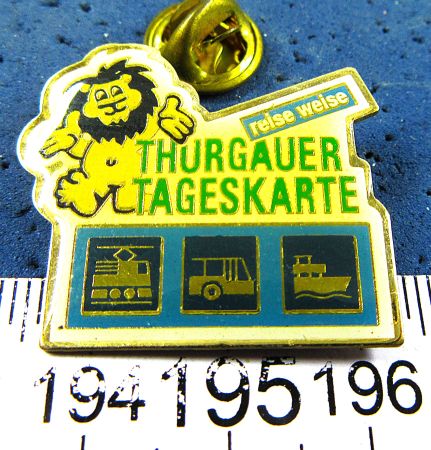 reise weise
THURGAUER
TAGESKARTE
194 195 196